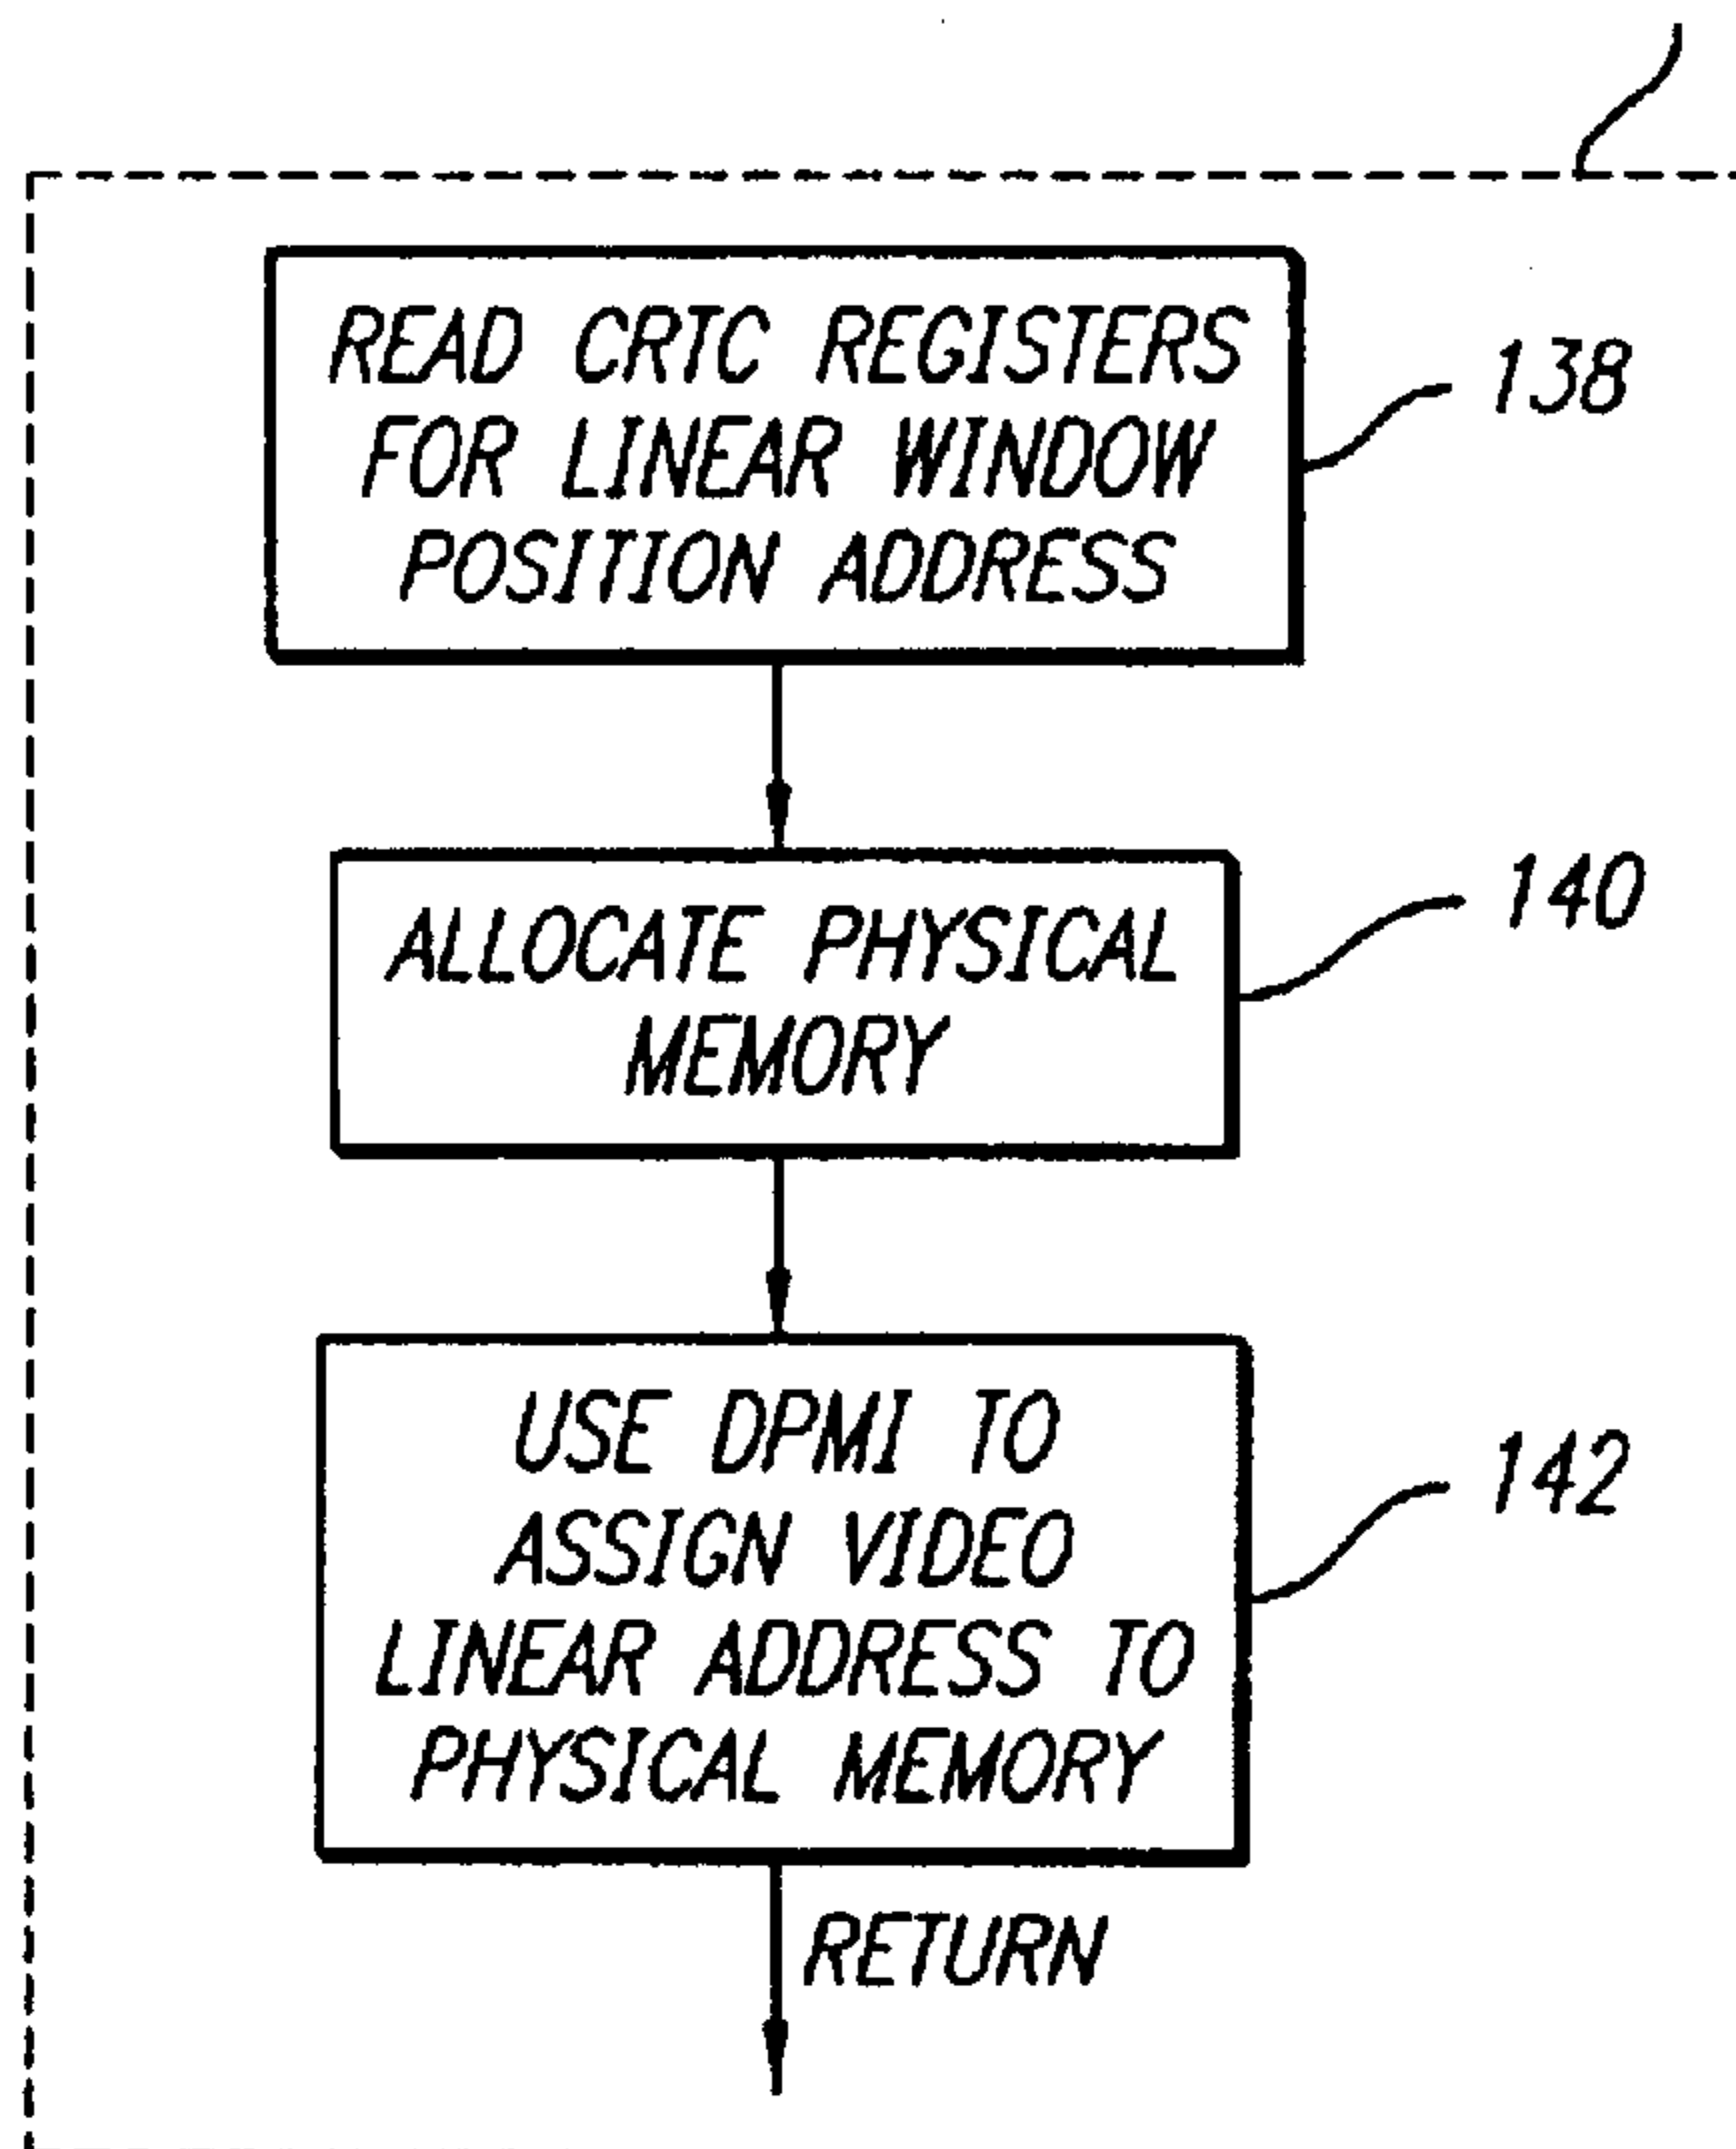 READ CRTC REGISTERS
FOR LINEAR WINDOW
POSITION ADDRESS
138
ALLOCATE PHYSICAL
MEMORY
140
USE DPMI TO
ASSIGN VIDEO
LINEAR ADDRESS TO
PHYSICAL MEMORY
142
RETURN